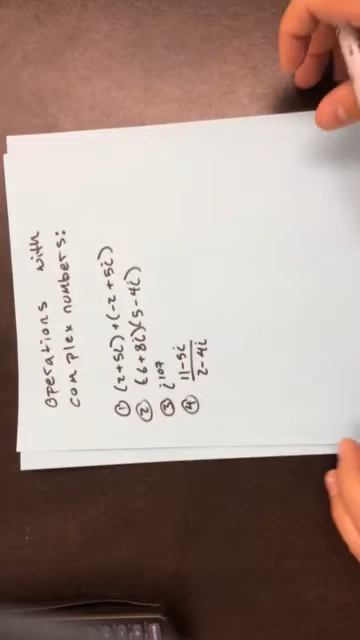 Operations with
complex numbers:
① (2+5i)+(-2+5i)
② (6+8i)(5-4i)
③ i¹⁰⁷
④ 11-5i
2-4i